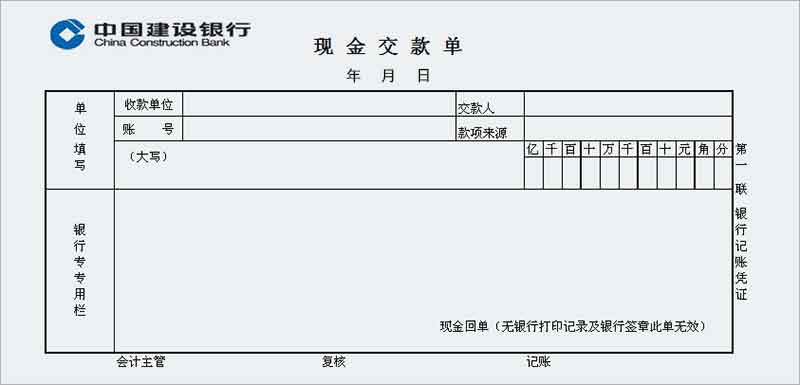 中国建设银行
China Construction Bank
现金交款单
年 月 日
单位填写
收款单位
交款人
账 号
款项来源
（大写）
亿 千 百 十 万 千 百 十 元 角 分
第一联 银行记账凭证
银行专专用栏
现金回单（无银行打印记录及银行签章此单无效）
会计主管 复核 记账